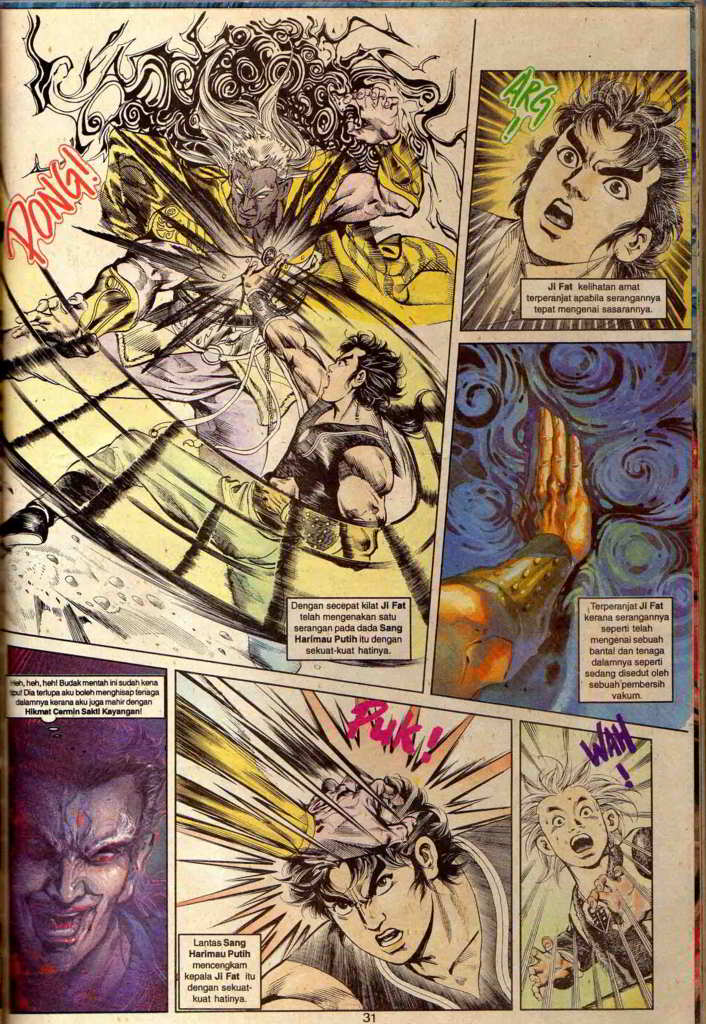 PONG!
ARG!
Ji Fat kelihatan amat
terperanjat apabila serangannya
tepat mengenai sasarannya.
Dengan secepat kilat Ji Fat
telah mengenakan satu
serangan pada dada Sang
Harimau Putih itu dengan
sekuat-kuat hatinya.
Terperanjat Ji Fat
kerana serangannya
seperti telah
mengenai sebuah
bantal dan tenaga
dalamnya seperti
sedang disedut oleh
sebuah pembersih
vakum.
Heh, heh, heh! Budak mentah ini sudah kena
tipu! Dia terlupa aku boleh menghisap tenaga
dalamnya kerana aku juga mahir dengan
Hikmat Cermin Sakti Kayangan!
PUK!
WAH!
Lantas Sang
Harimau Putih
mencengkam
kepala Ji Fat itu
dengan sekuat-
kuat hatinya.
31